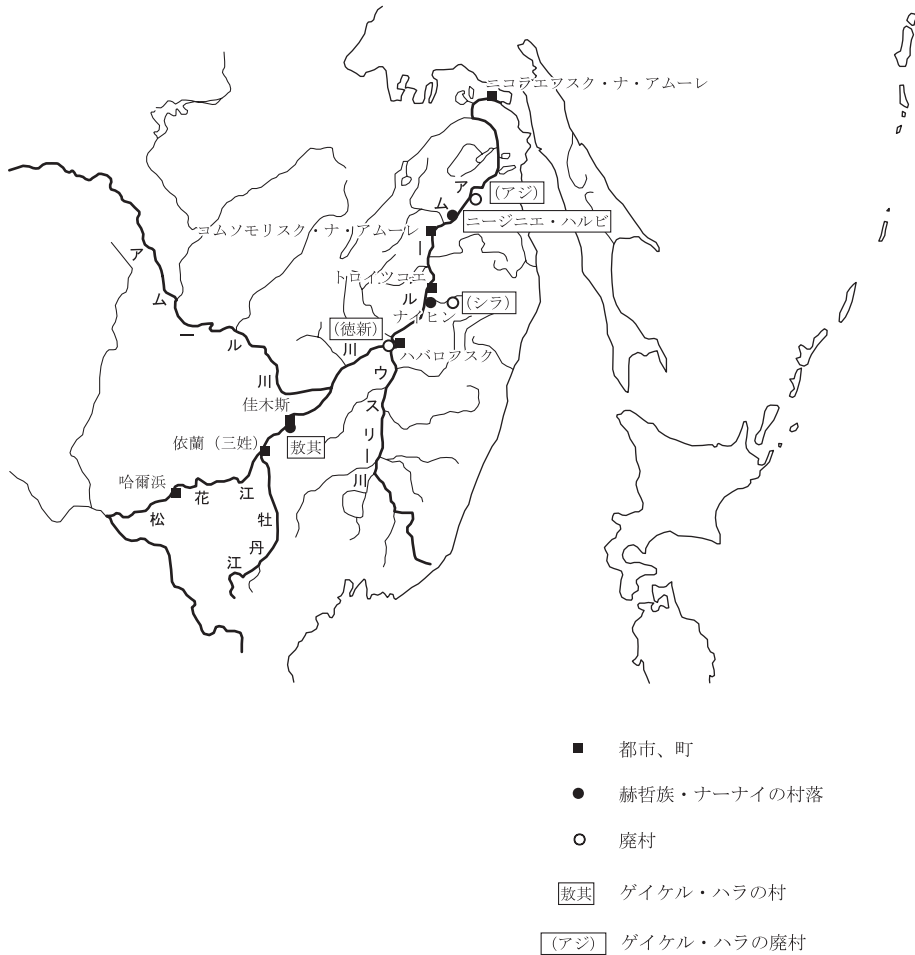 ニコラエフスク・ナ・アムーレ
(アジ)
ニージニエ・ハルビ
コムソモリスク・ナ・アムーレ
トロイツコエ
(シラ)
ナイヒン
(徳新)
ハバロフスク
アムール川
アムール川
ウスリー川
佳木斯
敖其
依蘭(三姓)
哈爾浜
松花江
牡丹江
都市、町
赫哲族・ナーナイの村落
廃村
敖其 ゲイケル・ハラの村
(アジ) ゲイケル・ハラの廃村